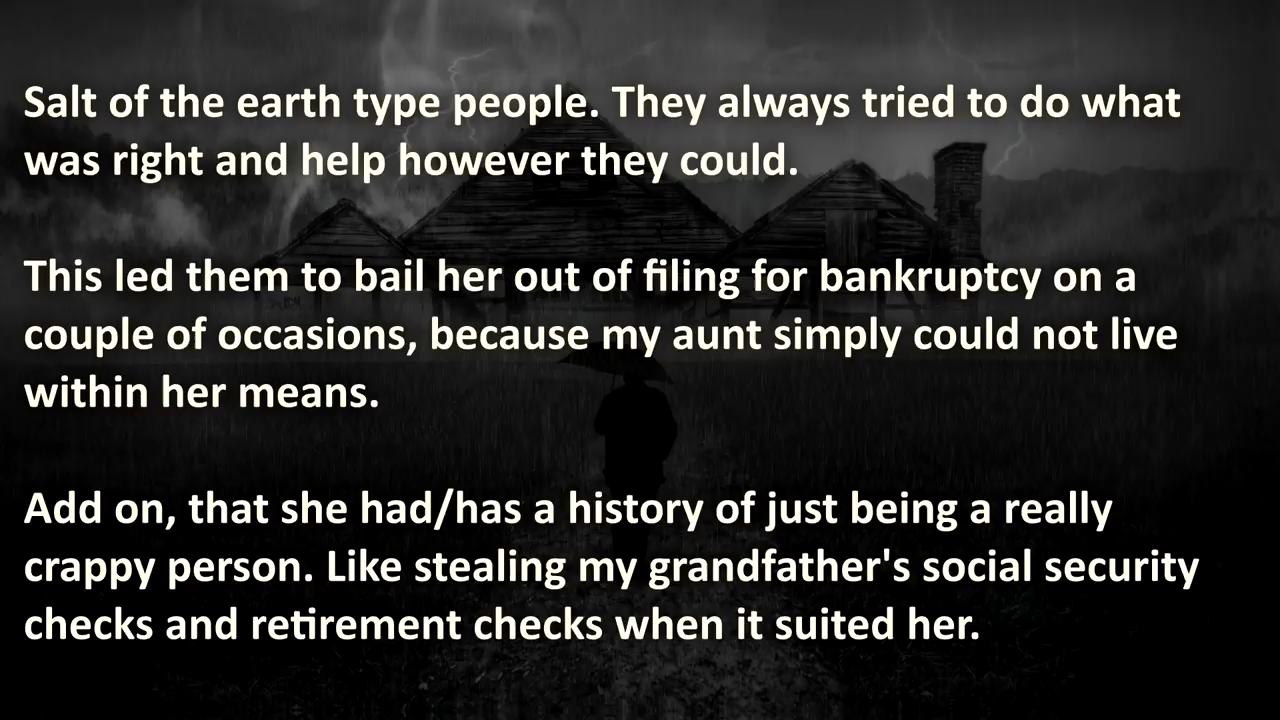 Salt of the earth type people. They always tried to do what
was right and help however they could.
This led them to bail her out of filing for bankruptcy on a
couple of occasions, because my aunt simply could not live
within her means.
Add on, that she had/has a history of just being a really
crappy person. Like stealing my grandfather's social security
checks and retirement checks when it suited her.